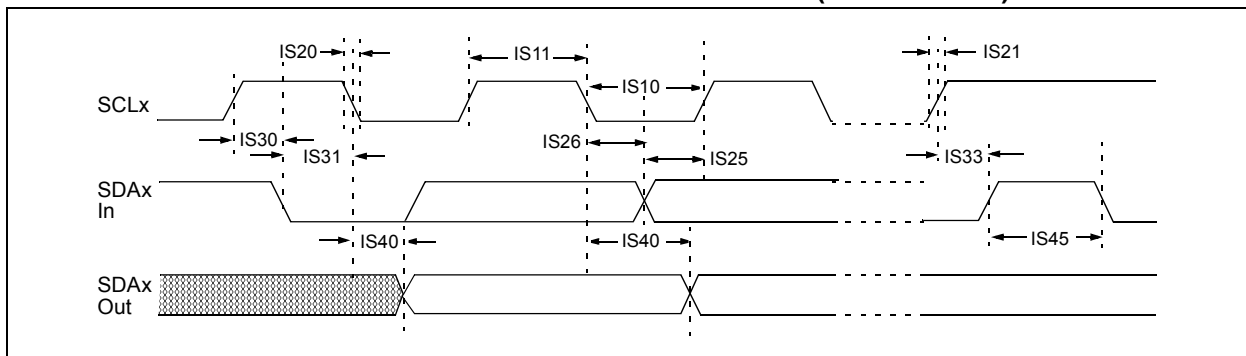 IS20
IS11
IS21
IS10
SCLx
IS30
IS26
IS31
IS25
IS33
SDAx
In
IS40
IS40
IS45
SDAx
Out